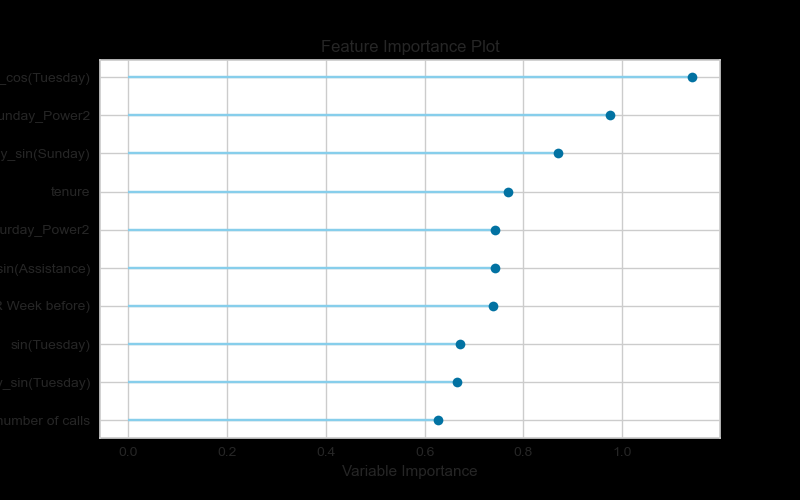 Feature Importance Plot
_cos(Tuesday)
unday_Power2
y_sin(Sunday)
tenure
urday_Power2
sin(Assistance)
R Week before)
sin(Tuesday)
y_sin(Tuesday)
number of calls
0.0 0.2 0.4 0.6 0.8 1.0
Variable Importance